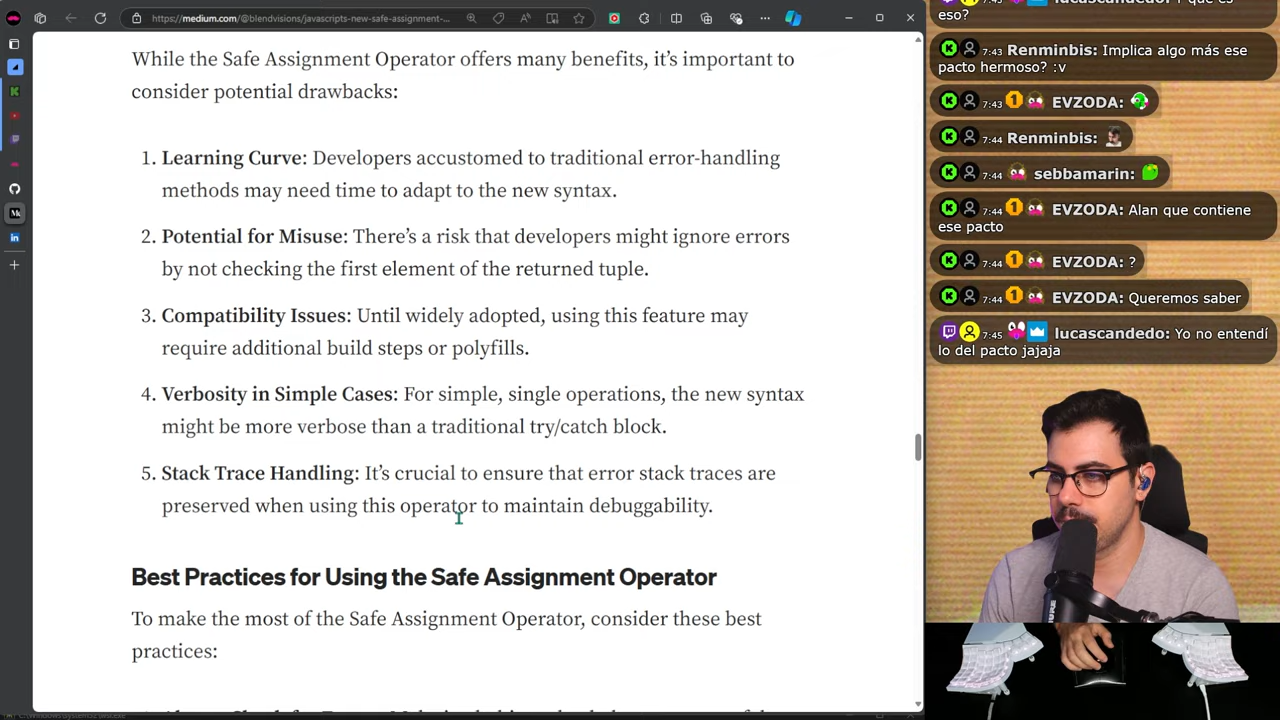 https://medium.com/@blendvisions/javascripts-new-safe-assignment-...
While the Safe Assignment Operator offers many benefits, it’s important to
consider potential drawbacks:
1. Learning Curve: Developers accustomed to traditional error-handling
methods may need time to adapt to the new syntax.
2. Potential for Misuse: There’s a risk that developers might ignore errors
by not checking the first element of the returned tuple.
3. Compatibility Issues: Until widely adopted, using this feature may
require additional build steps or polyfills.
4. Verbosity in Simple Cases: For simple, single operations, the new syntax
might be more verbose than a traditional try/catch block.
5. Stack Trace Handling: It’s crucial to ensure that error stack traces are
preserved when using this operator to maintain debuggability.
Best Practices for Using the Safe Assignment Operator
To make the most of the Safe Assignment Operator, consider these best
practices:
eso?
7:43 Renminbis: Implica algo más ese
pacto hermoso? :v
7:43 EVZODA:
7:44 Renminbis:
7:44 sebbamarin:
7:44 EVZODA: Alan que contiene
ese pacto
7:44 EVZODA: ?
7:44 EVZODA: Queremos saber
7:45 lucascandedo: Yo no entendí
lo del pacto jajaja